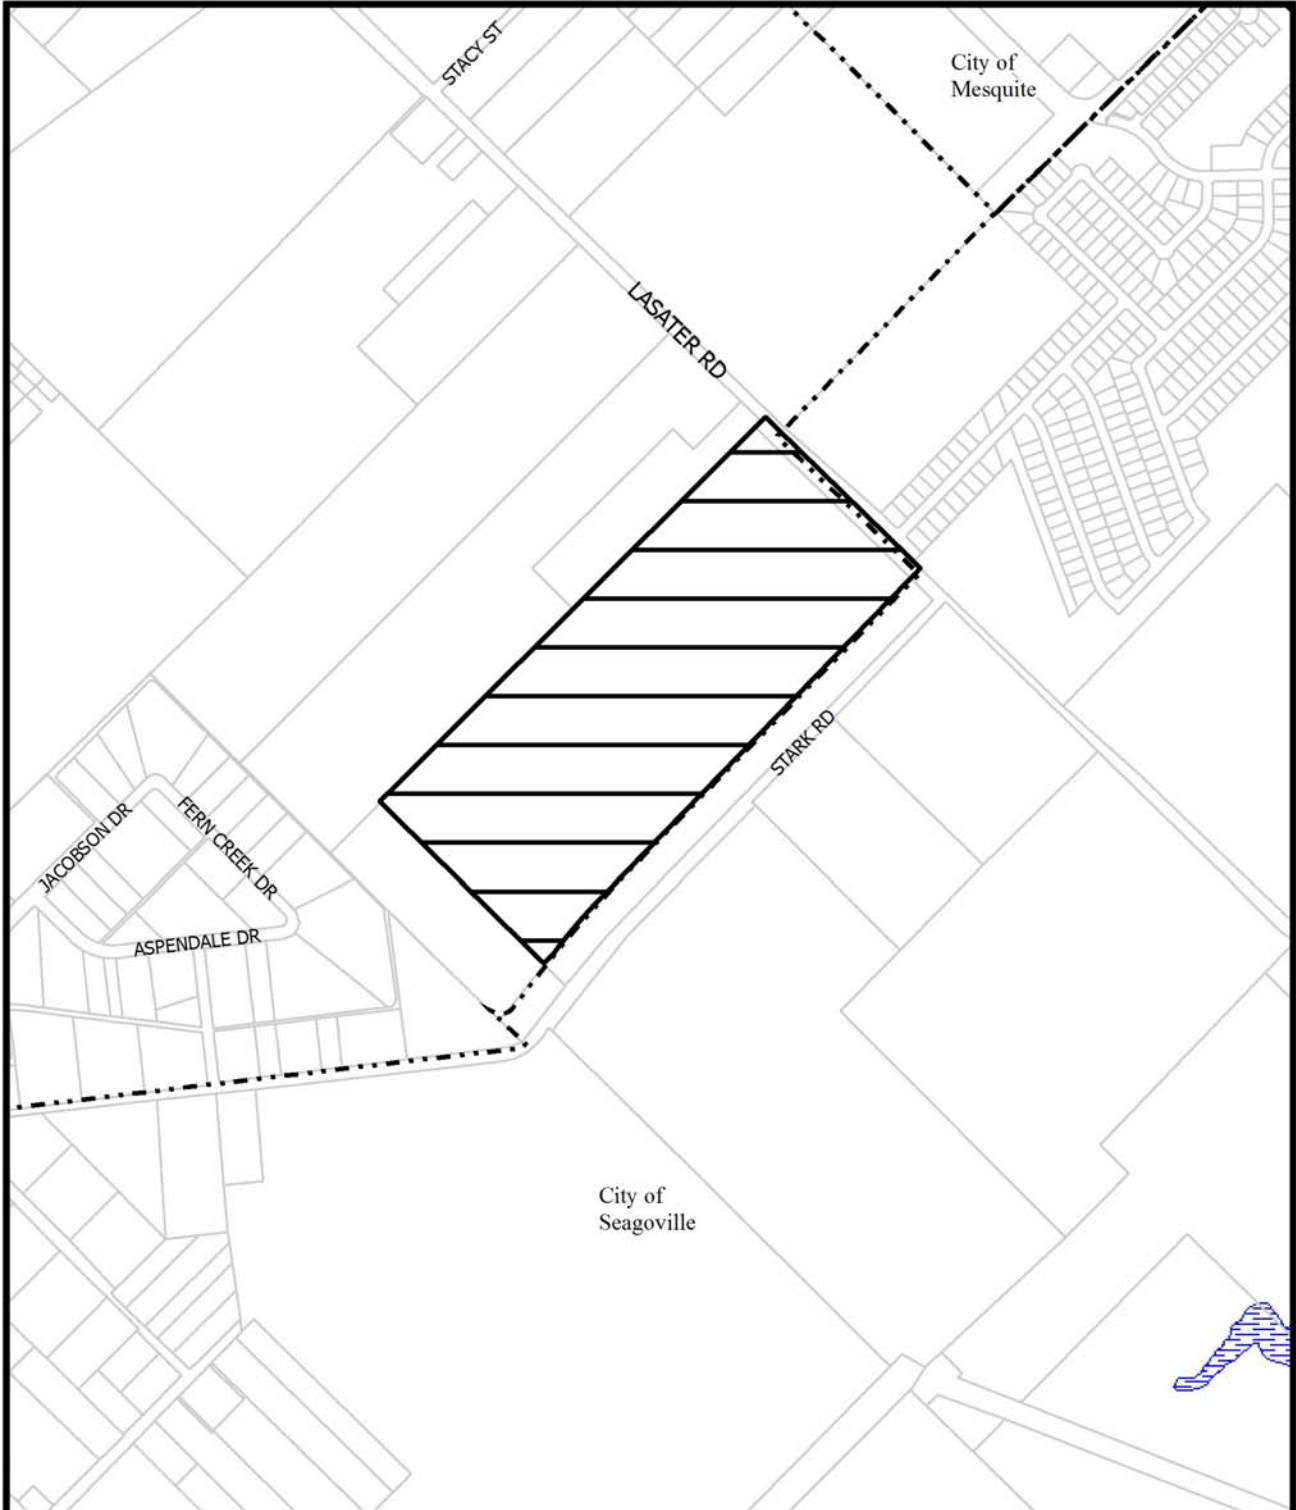 STACY ST
City of
Mesquite
LASATER RD
STARK RD
JACOBSON DR
FERN CREEK DR
ASPENDALE DR
City of
Seagoville